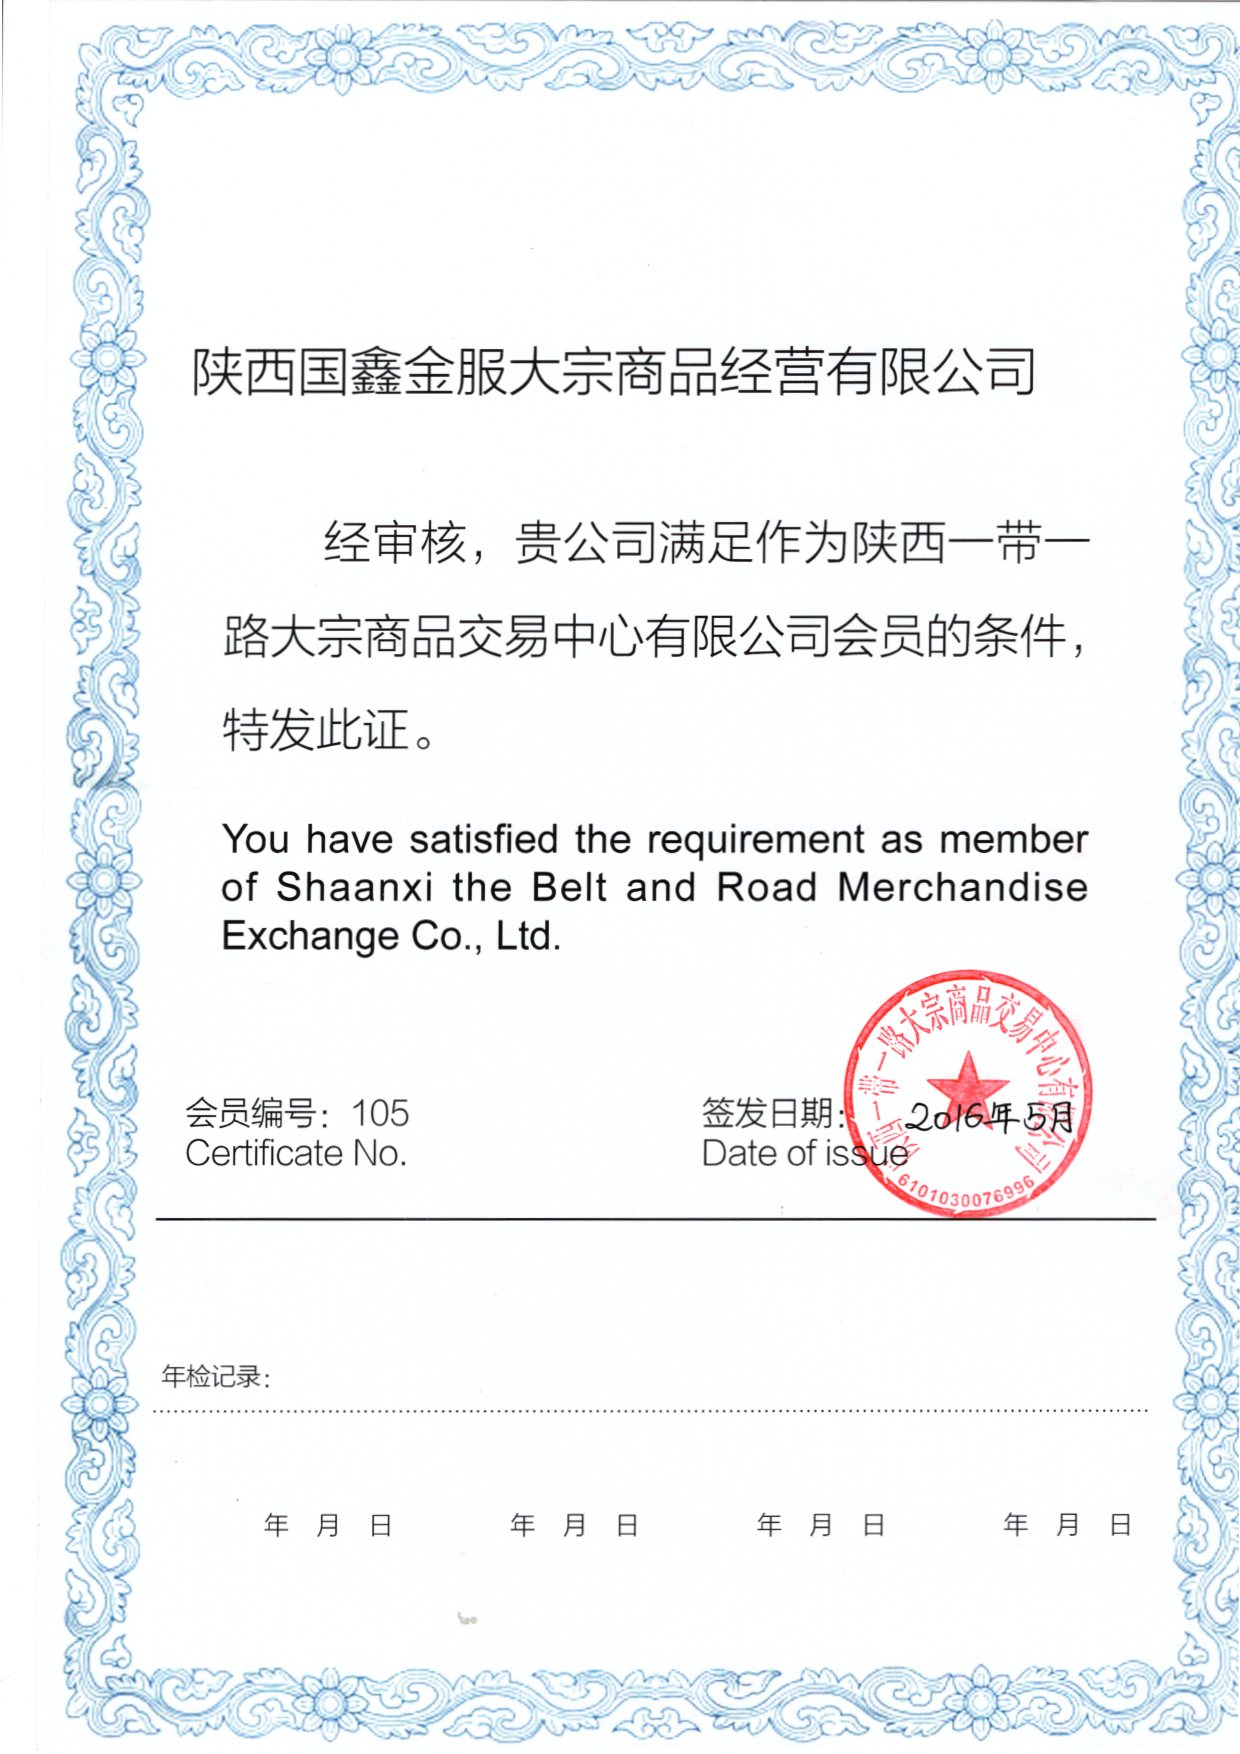 陕西国鑫金服大宗商品经营有限公司
经审核，贵公司满足作为陕西一带一
路大宗商品交易中心有限公司会员的条件，
特发此证。
You have satisfied the requirement as member
of Shaanxi the Belt and Road Merchandise
Exchange Co., Ltd.
陕西一带一路大宗商品交易中心有限公司
会员编号：105
签发日期：2016年5月
Certificate No.
Date of issue
6101030076996
年检记录：
年 月 日 年 月 日 年 月 日 年 月 日